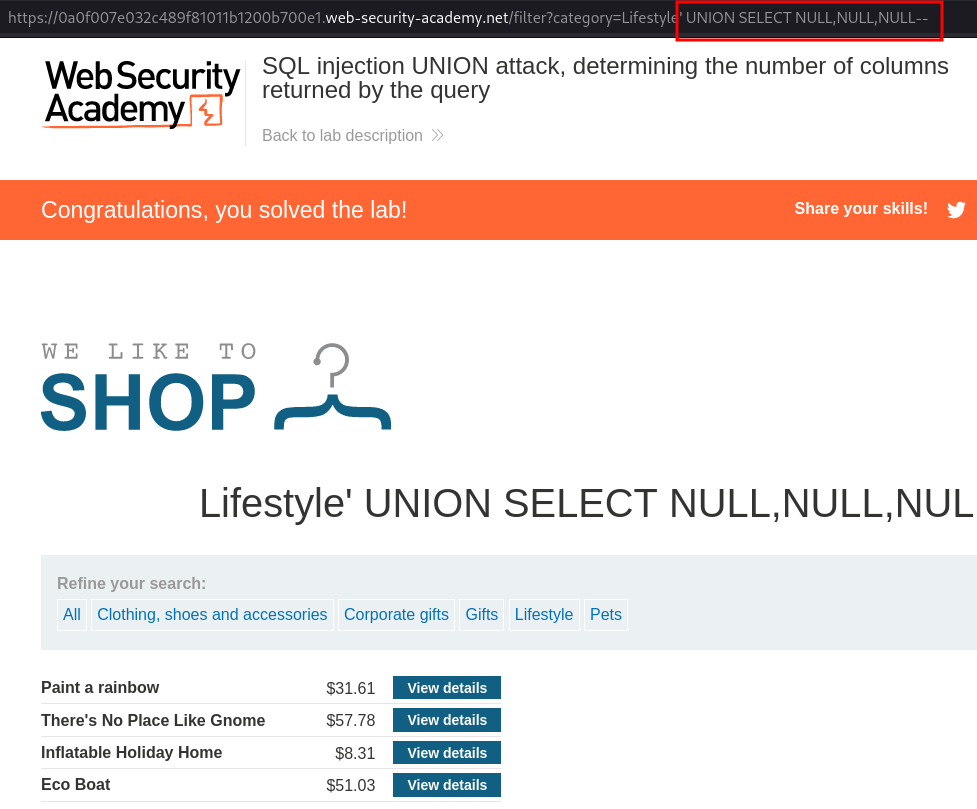 https://0a0f007e032c489f81011b1200b700e1.web-security-academy.net/filter?category=Lifestyle' UNION SELECT NULL,NULL,NULL--
Web Security
Academy
SQL injection UNION attack, determining the number of columns
returned by the query
Back to lab description
Congratulations, you solved the lab!
Share your skills!
WE LIKE TO
SHOP
Lifestyle' UNION SELECT NULL,NULL,NUL
Refine your search:
All Clothing, shoes and accessories Corporate gifts Gifts Lifestyle Pets
Paint a rainbow $31.61 View details
There's No Place Like Gnome $57.78 View details
Inflatable Holiday Home $8.31 View details
Eco Boat $51.03 View details